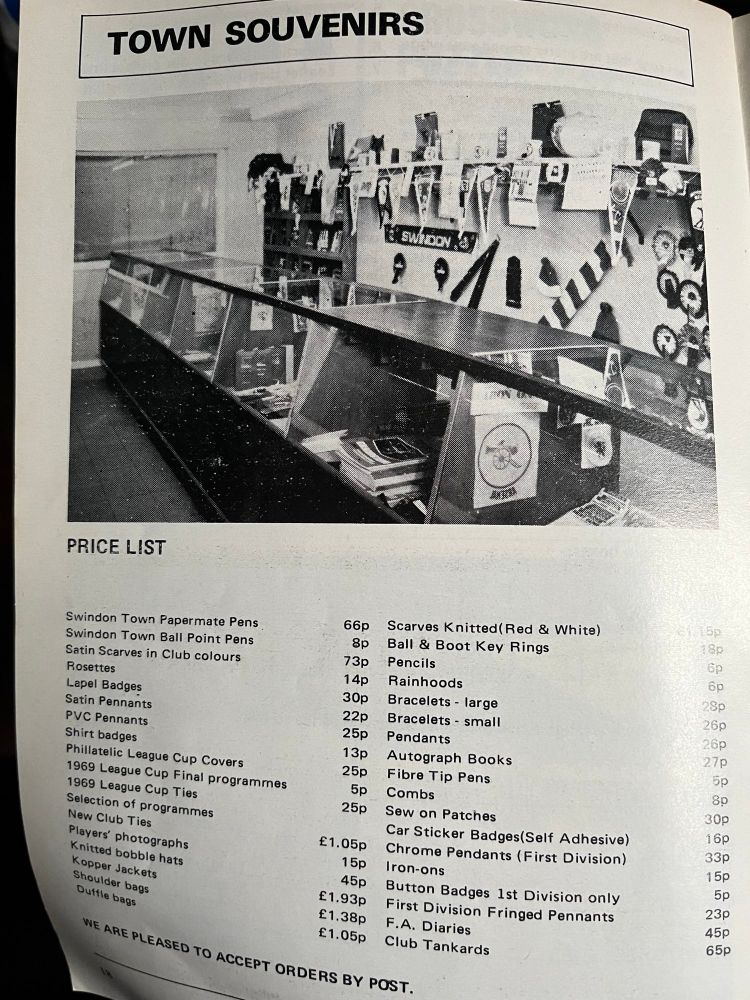 TOWN SOUVENIRS
SWINDON
PRICE LIST
Swindon Town Papermate Pens 66p
Swindon Town Ball Point Pens 8p
Satin Scarves in Club colours 73p
Rosettes 14p
Lapel Badges 30p
Satin Pennants 22p
PVC Pennants 25p
Shirt badges 13p
Phillatelic League Cup Covers 25p
1969 League Cup Final programmes 5p
1969 League Cup Ties 25p
Selection of programmes
New Club Ties £1.05p
Players' photographs 15p
Knitted bobble hats 45p
Kopper Jackets £1.93p
Shoulder bags £1.38p
Duffle bags £1.05p
Scarves Knitted(Red & White) £1.15p
Ball & Boot Key Rings 18p
Pencils 6p
Rainhoods 6p
Bracelets - large 28p
Bracelets - small 26p
Pendants 26p
Autograph Books 27p
Fibre Tip Pens 5p
Combs 8p
Sew on Patches 30p
Car Sticker Badges(Self Adhesive) 16p
Chrome Pendants (First Division) 33p
Iron-ons 15p
Button Badges 1st Division only 5p
First Division Fringed Pennants 23p
F.A. Diaries 45p
Club Tankards 65p
WE ARE PLEASED TO ACCEPT ORDERS BY POST.